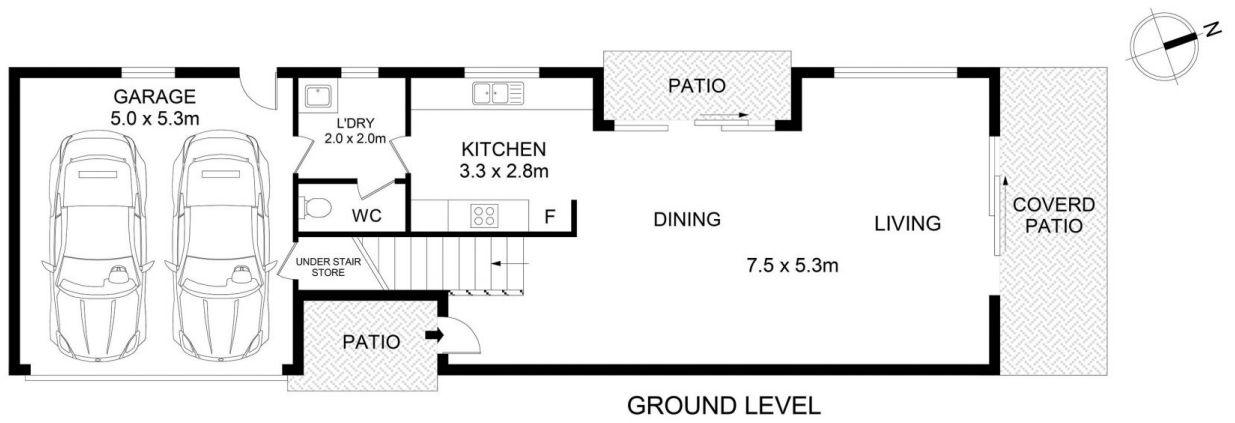 N
GARAGE
5.0 x 5.3m
L'DRY
2.0 x 2.0m
KITCHEN
3.3 x 2.8m
PATIO
WC
F
DINING
LIVING
COVERD
PATIO
UNDER STAIR
STORE
7.5 x 5.3m
PATIO
GROUND LEVEL